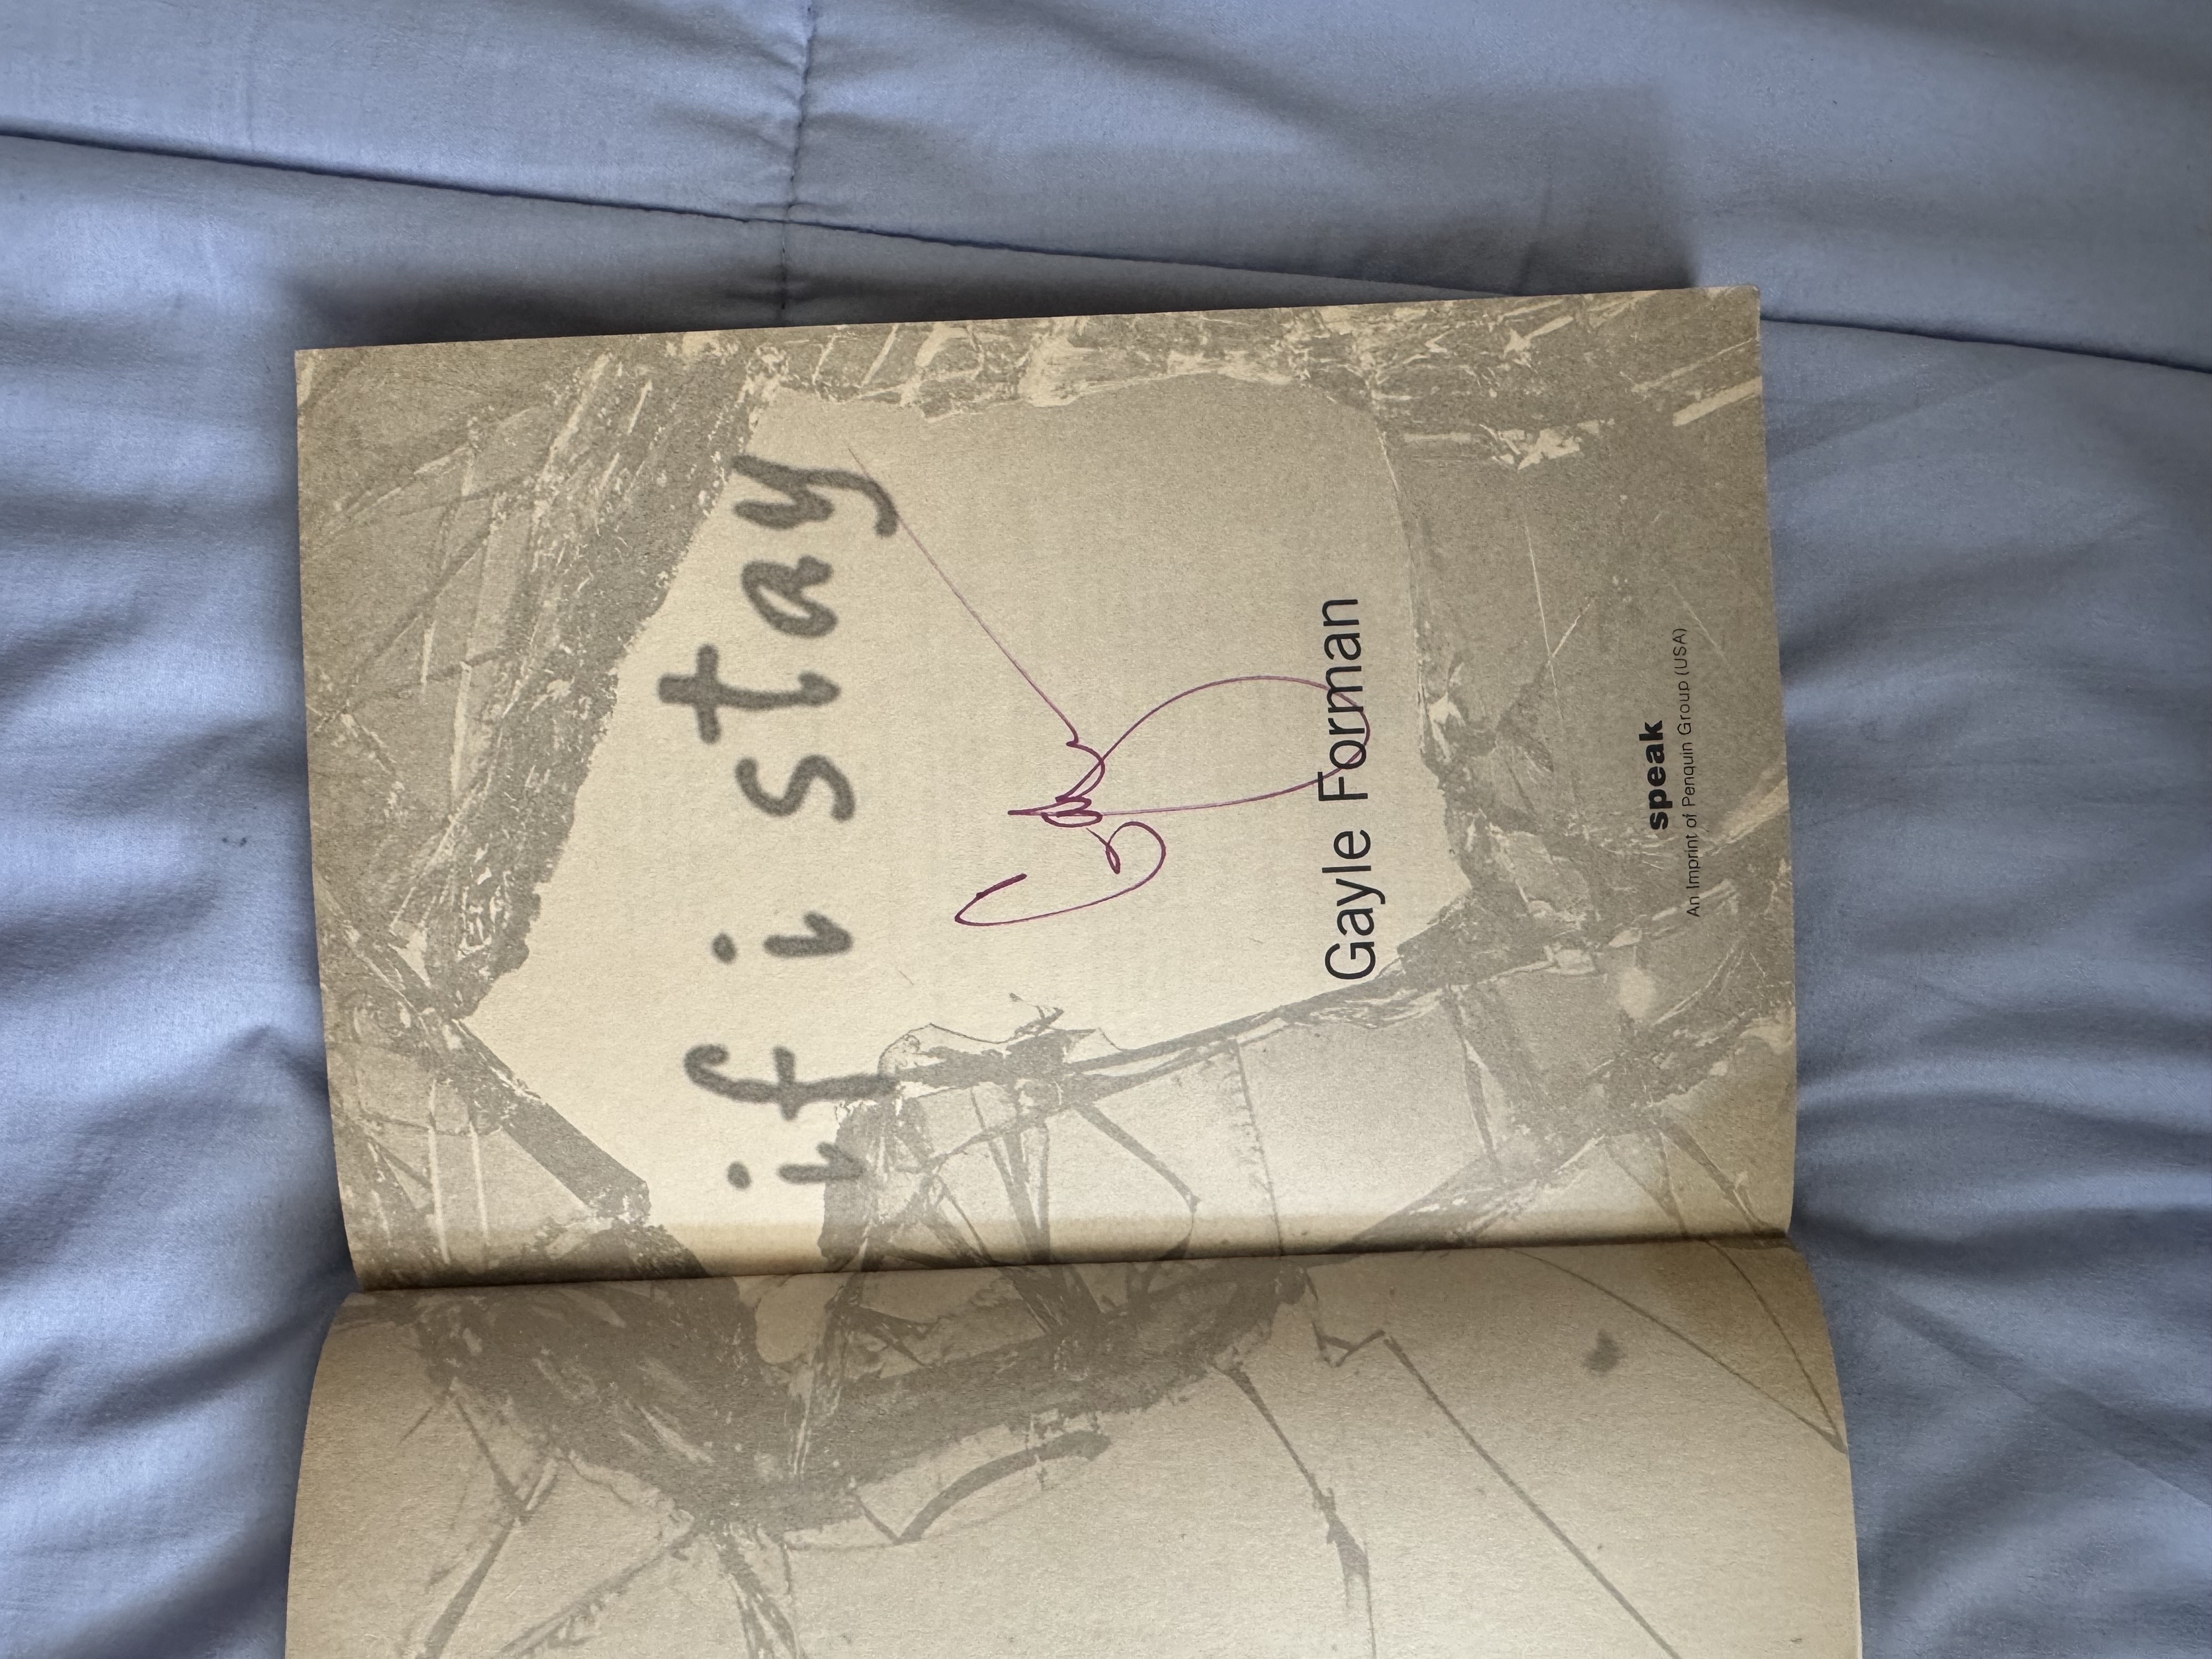 if i stay
Gayle Forman
speak
An Imprint of Penguin Group (USA)